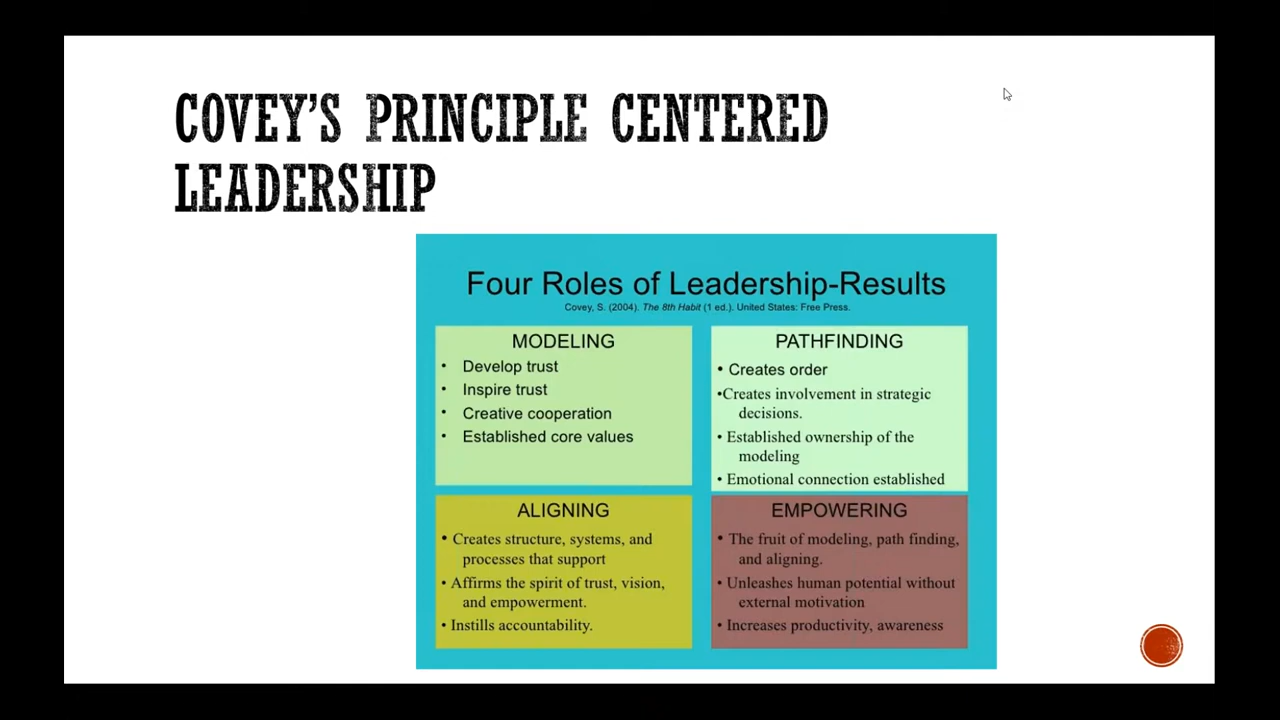 COVEY'S PRINCIPLE CENTERED
LEADERSHIP
Four Roles of Leadership-Results
Covey, S. (2004). The 8th Habit (1 ed.). United States: Free Press.
MODELING
• Develop trust
• Inspire trust
• Creative cooperation
• Established core values
PATHFINDING
• Creates order
•Creates involvement in strategic
decisions.
• Established ownership of the
modeling
• Emotional connection established
ALIGNING
• Creates structure, systems, and
processes that support
• Affirms the spirit of trust, vision,
and empowerment.
• Instills accountability.
EMPOWERING
• The fruit of modeling, path finding,
and aligning.
• Unleashes human potential without
external motivation
• Increases productivity, awareness